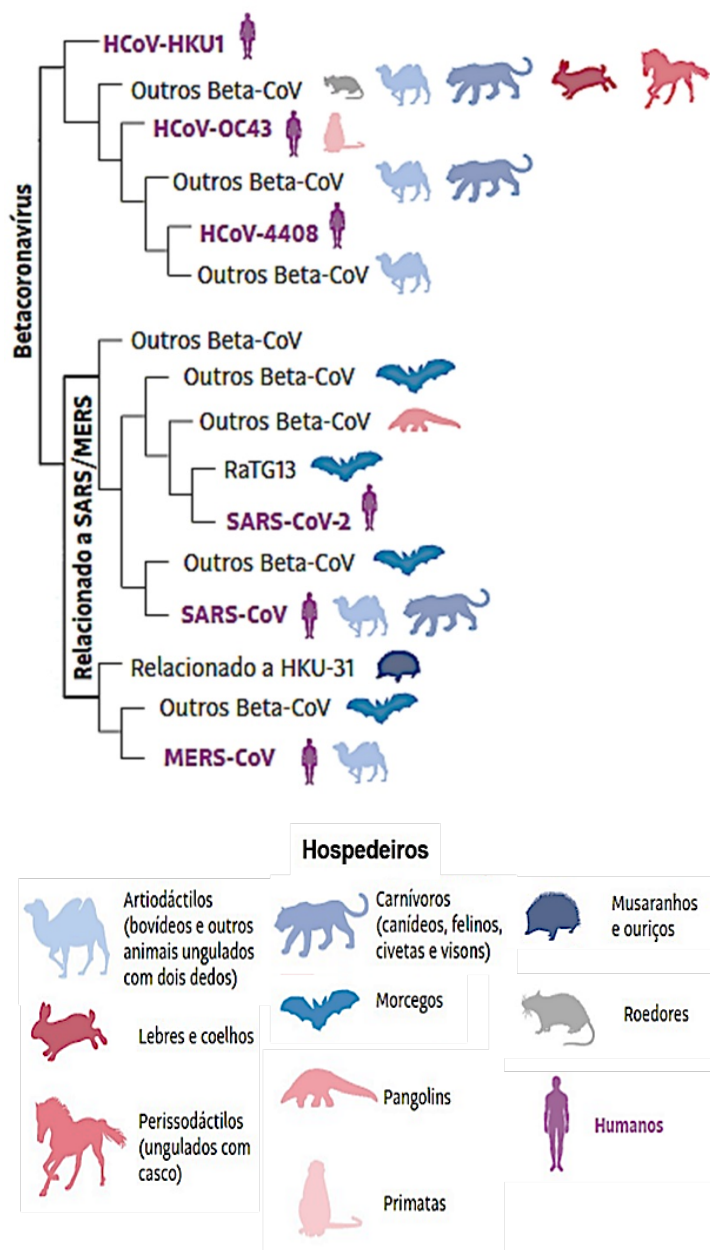 HCoV-HKU1
Outros Beta-CoV
HCoV-OC43
Outros Beta-CoV
HCoV-4408
Outros Beta-CoV
Betacoronavírus
Outros Beta-CoV
Outros Beta-CoV
Outros Beta-CoV
RaTG13
SARS-CoV-2
Outros Beta-CoV
SARS-CoV
Relacionado a SARS/MERS
Relacionado a HKU-31
Outros Beta-CoV
MERS-CoV
Hospedeiros
Artiodáctilos
(bovídeos e outros
animais ungulados
com dois dedos)
Carnívoros
(canídeos, felinos,
civetas e visons)
Musaranhos
e ouriços
Lebres e coelhos
Morcegos
Roedores
Perissodáctilos
(ungulados com
casco)
Pangolins
Humanos
Primatas